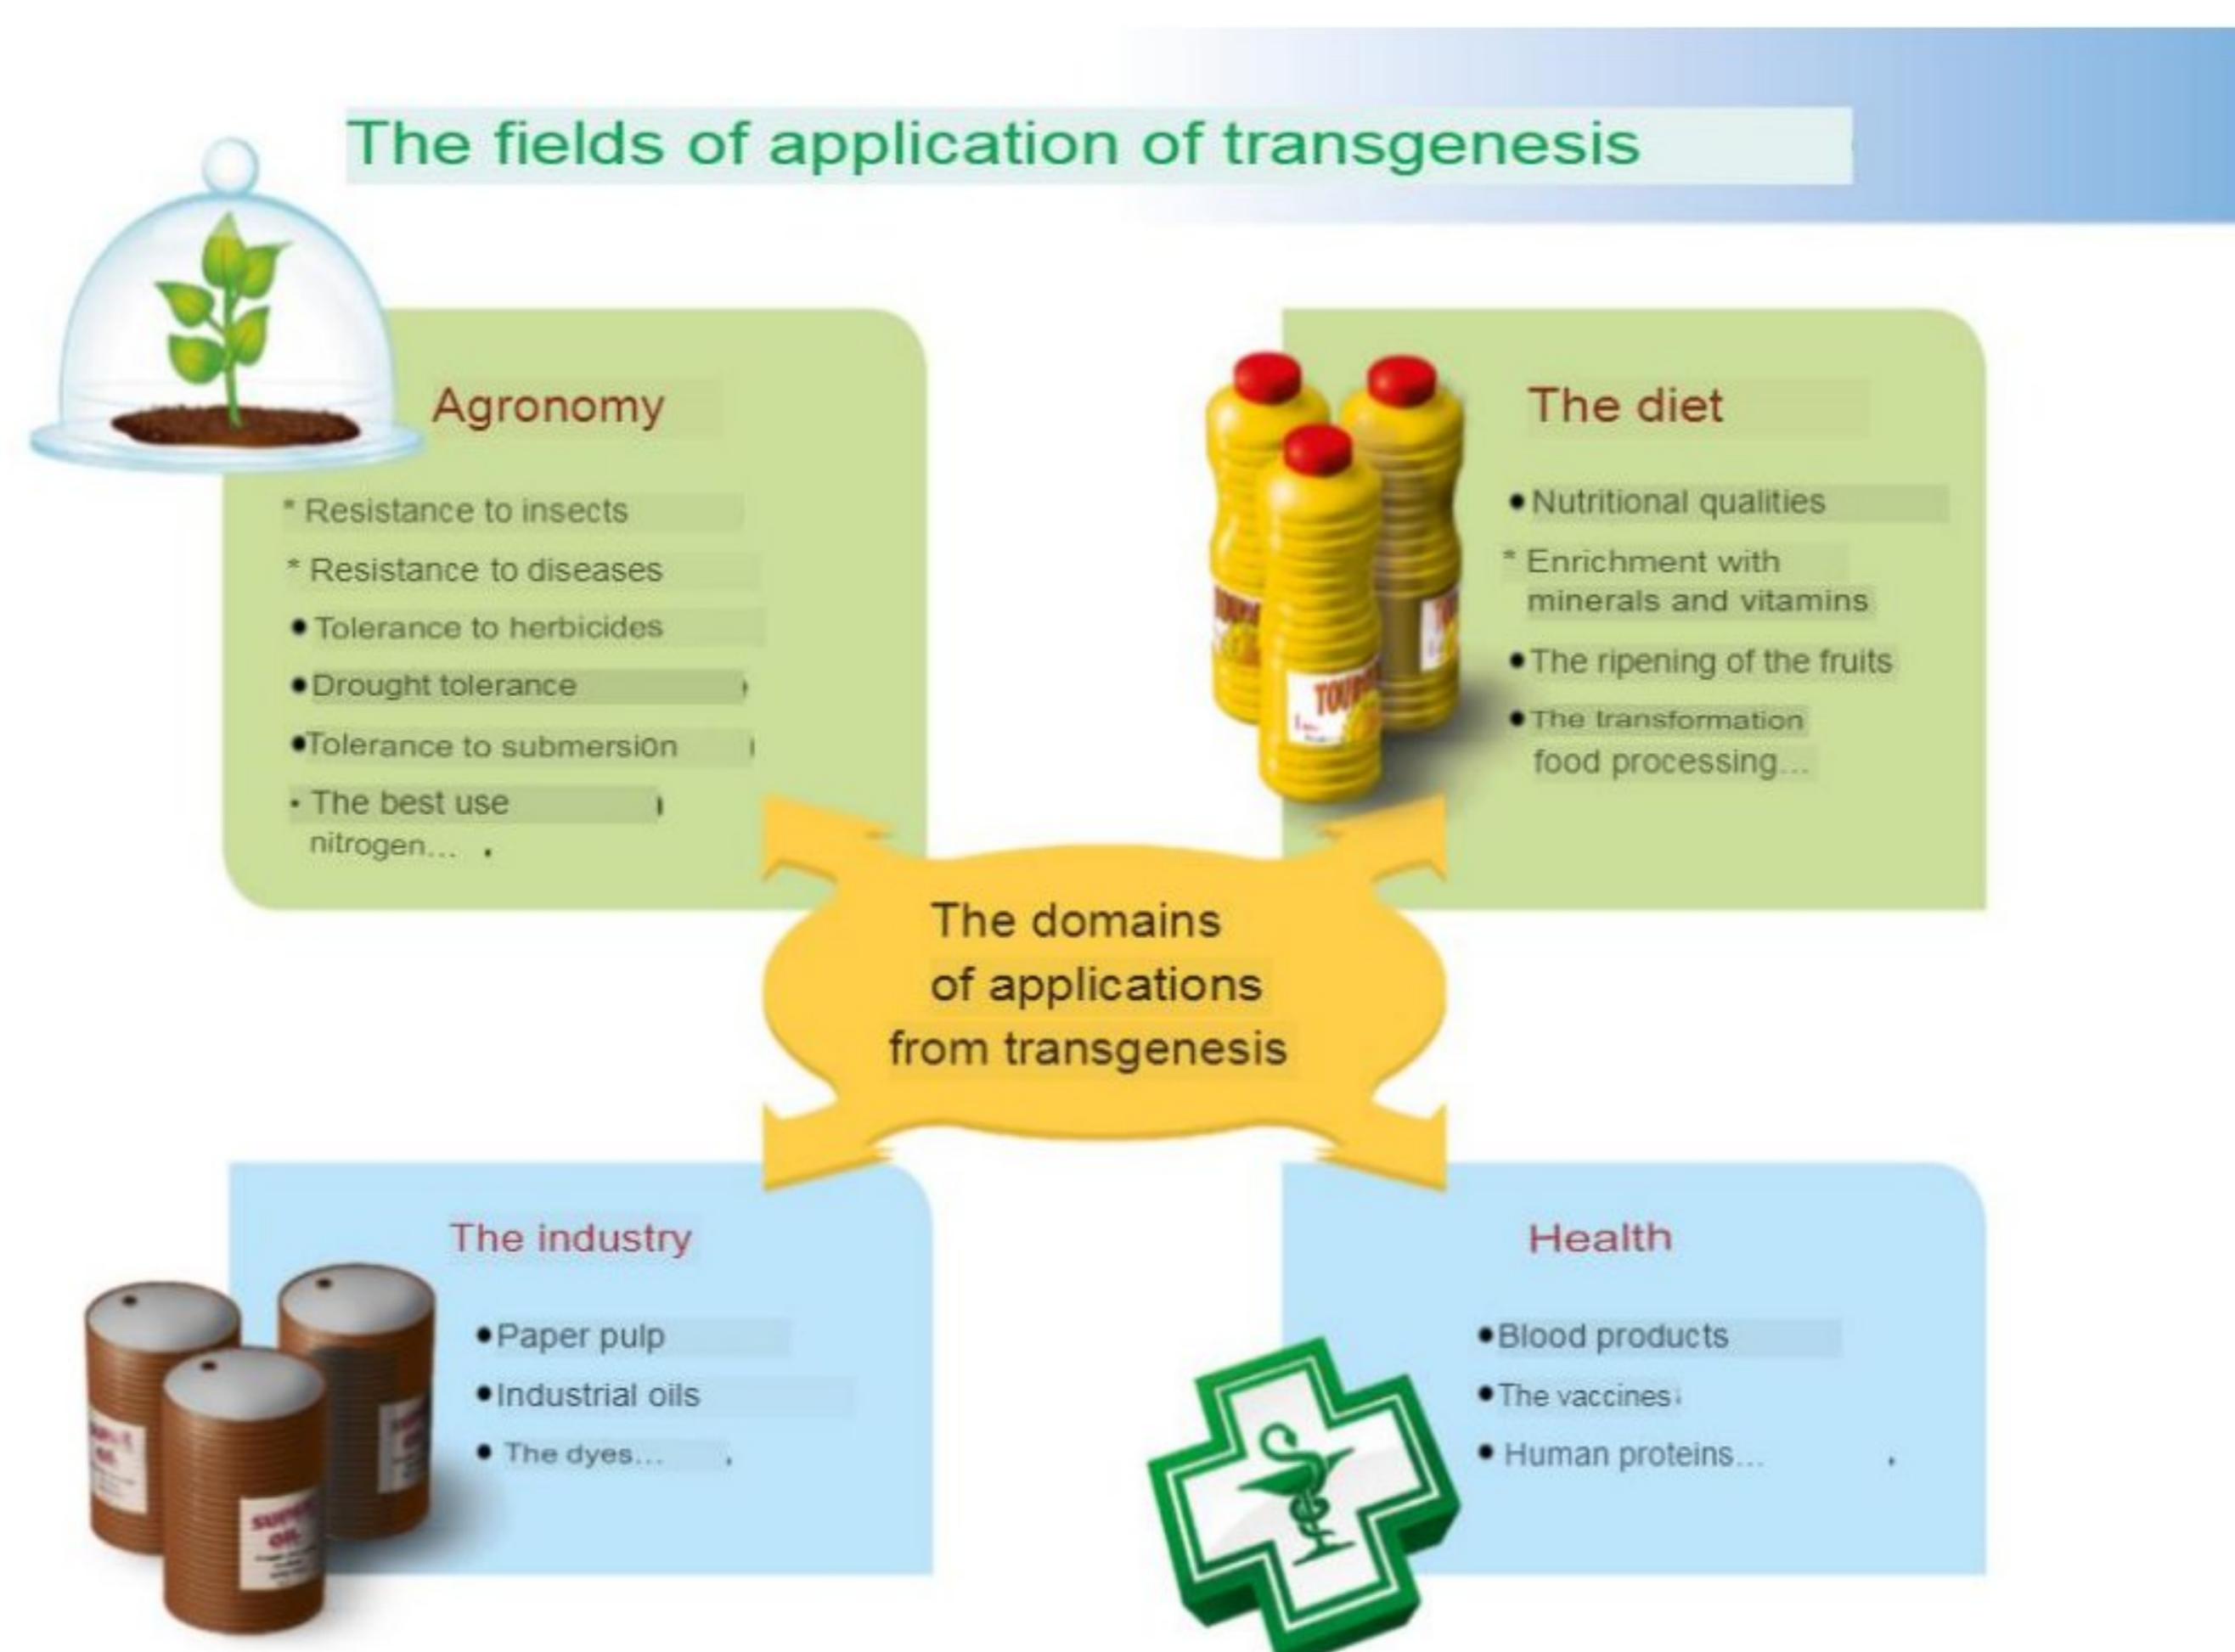 The fields of application of transgenesis
Agronomy
* Resistance to insects
* Resistance to diseases
● Tolerance to herbicides
● Drought tolerance
● Tolerance to submersion
• The best use
nitrogen...
The diet
● Nutritional qualities
* Enrichment with
minerals and vitamins
● The ripening of the fruits
● The transformation
food processing...
The domains
of applications
from transgenesis
The industry
● Paper pulp
● Industrial oils
● The dyes...
Health
● Blood products
● The vaccines
● Human proteins...
OIL